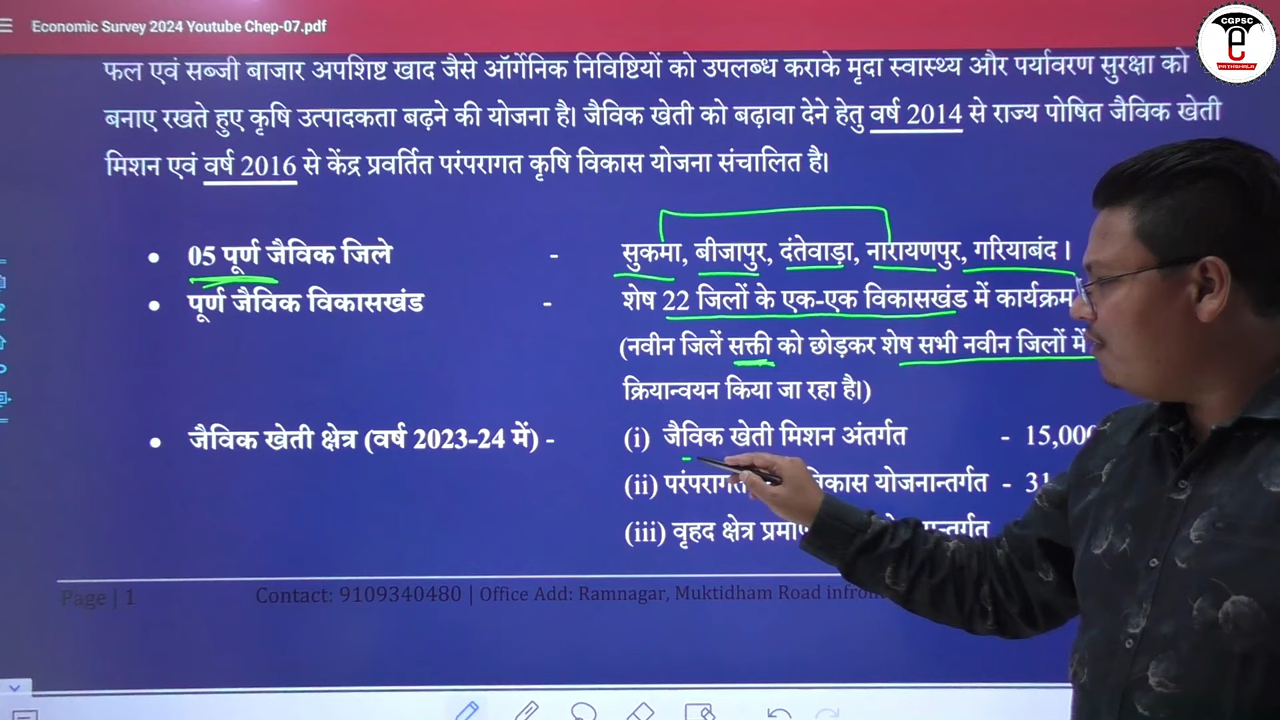 Economic Survey 2024 Youtube Chep-07.pdf
CGPSC
e
PATHSHALA
फल एवं सब्जी बाजार अपशिष्ट खाद जैसे ऑर्गेनिक निविष्टियों को उपलब्ध कराके मृदा स्वास्थ्य और पर्यावरण सुरक्षा को
बनाए रखते हुए कृषि उत्पादकता बढ़ने की योजना है। जैविक खेती को बढ़ावा देने हेतु वर्ष 2014 से राज्य पोषित जैविक खेती
मिशन एवं वर्ष 2016 से केंद्र प्रवर्तित परंपरागत कृषि विकास योजना संचालित है।
• 05 पूर्ण जैविक जिले - सुकमा, बीजापुर, दंतेवाड़ा, नारायणपुर, गरियाबंद।
• पूर्ण जैविक विकासखंड - शेष 22 जिलों के एक-एक विकासखंड में कार्यक्रम
(नवीन जिलें सक्ती को छोड़कर शेष सभी नवीन जिलों में
क्रियान्वयन किया जा रहा है।)
• जैविक खेती क्षेत्र (वर्ष 2023-24 में) - (i) जैविक खेती मिशन अंतर्गत - 15,000
(ii) परंपरागत विकास योजनान्तर्गत - 31
(iii) वृहद क्षेत्र
Page | 1
Contact: 9109340480 | Office Add: Ramnagar, Muktidham Road